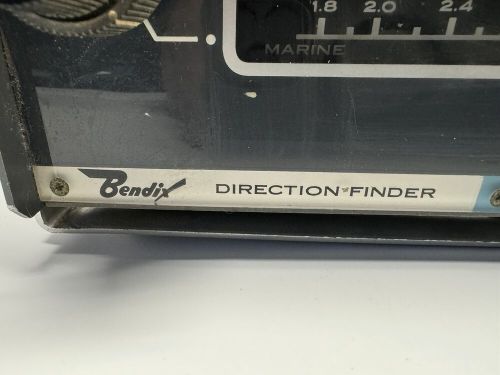 1.8 2.0 2.4
MARINE
Bendix DIRECTION-FINDER